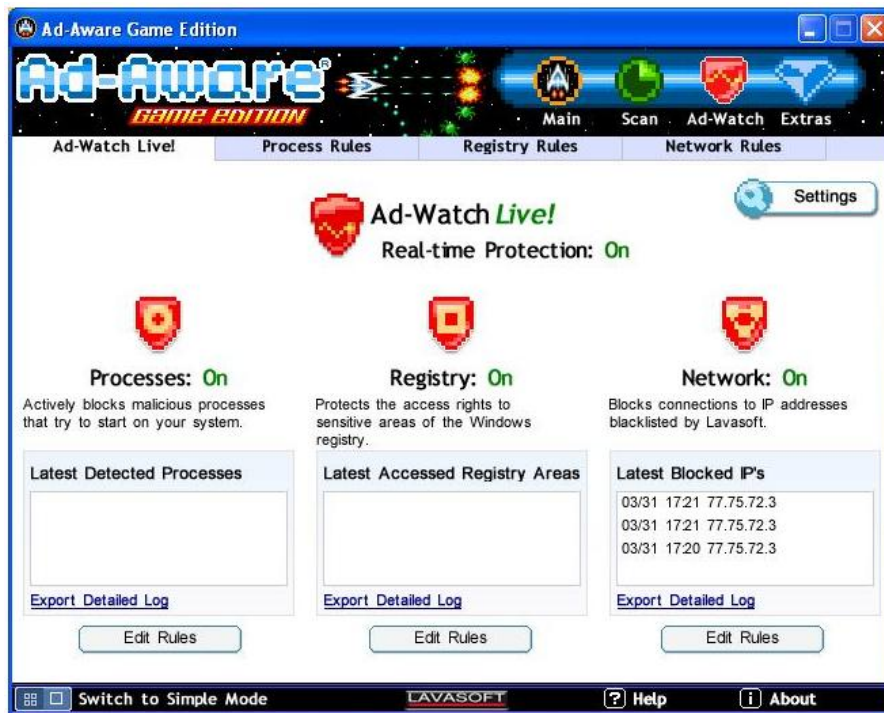 Ad-Aware Game Edition
Ad-Aware®
GAME EDITION
Main Scan Ad-Watch Extras
Ad-Watch Live! Process Rules Registry Rules Network Rules
Settings
Ad-Watch Live!
Real-time Protection: On
Processes: On
Actively blocks malicious processes
that try to start on your system.
Latest Detected Processes
Export Detailed Log
Edit Rules
Registry: On
Protects the access rights to
sensitive areas of the Windows
registry.
Latest Accessed Registry Areas
Export Detailed Log
Edit Rules
Network: On
Blocks connections to IP addresses
blacklisted by Lavasoft.
Latest Blocked IP's
03/31 17:21 77.75.72.3
03/31 17:21 77.75.72.3
03/31 17:20 77.75.72.3
Export Detailed Log
Edit Rules
Switch to Simple Mode LAVASOFT ? Help i About